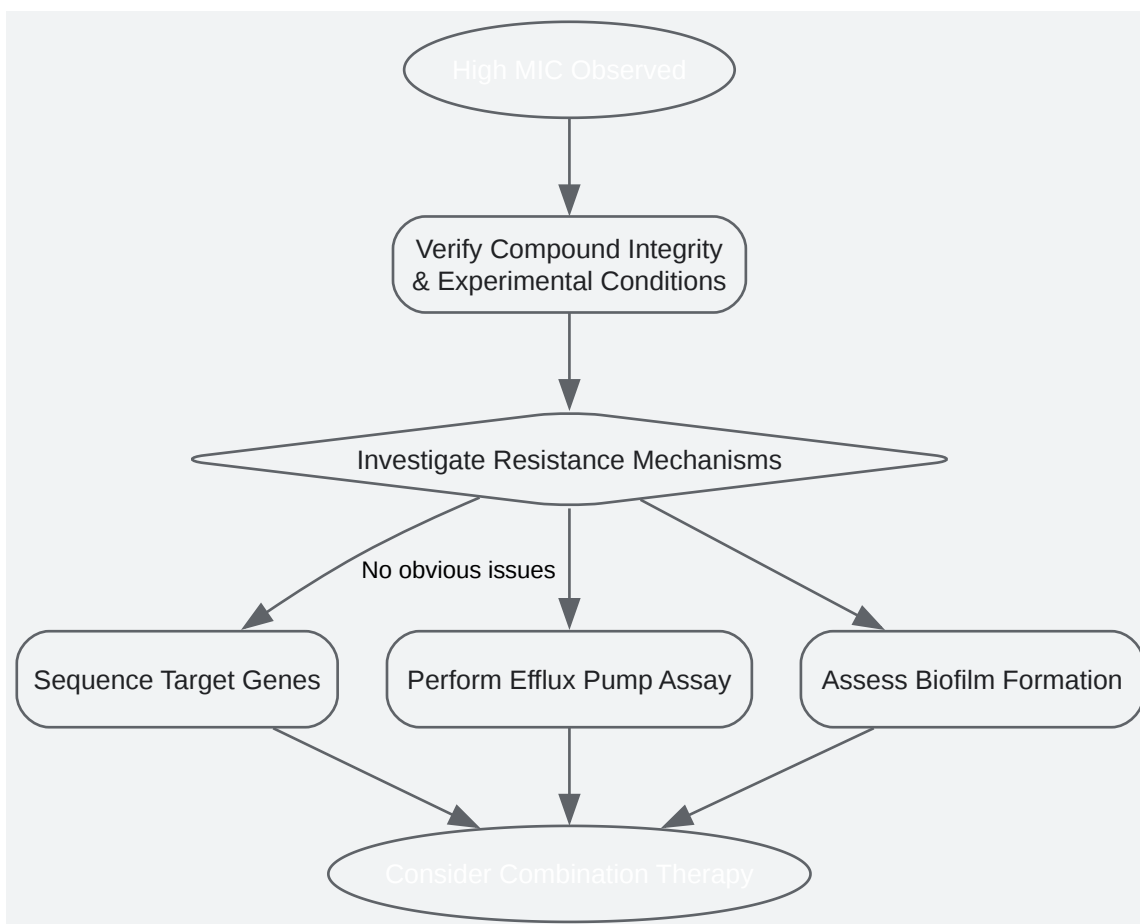 High MIC Observed
Verify Compound Integrity
& Experimental Conditions
Investigate Resistance Mechanisms
No obvious issues
Sequence Target Genes
Perform Efflux Pump Assay
Assess Biofilm Formation
Consider Combination Therapy